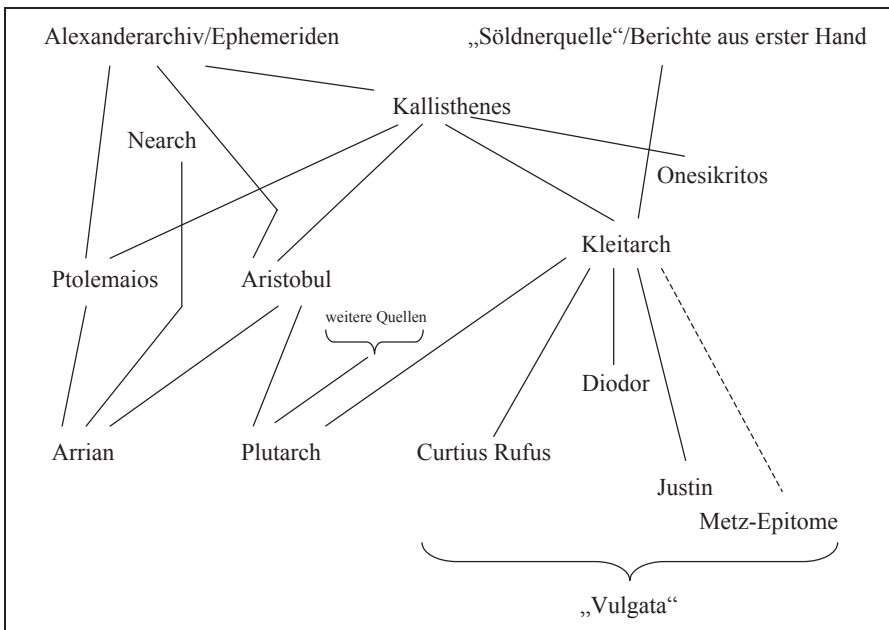 Alexanderarchiv/Ephemeriden
„Söldnerquelle“/Berichte aus erster Hand
Kallisthenes
Nearch
Onesikritos
Kleitarch
Ptolemaios
Aristobul
weitere Quellen
Diodor
Arrian
Plutarch
Curtius Rufus
Justin
Metz-Epitome
„Vulgata“